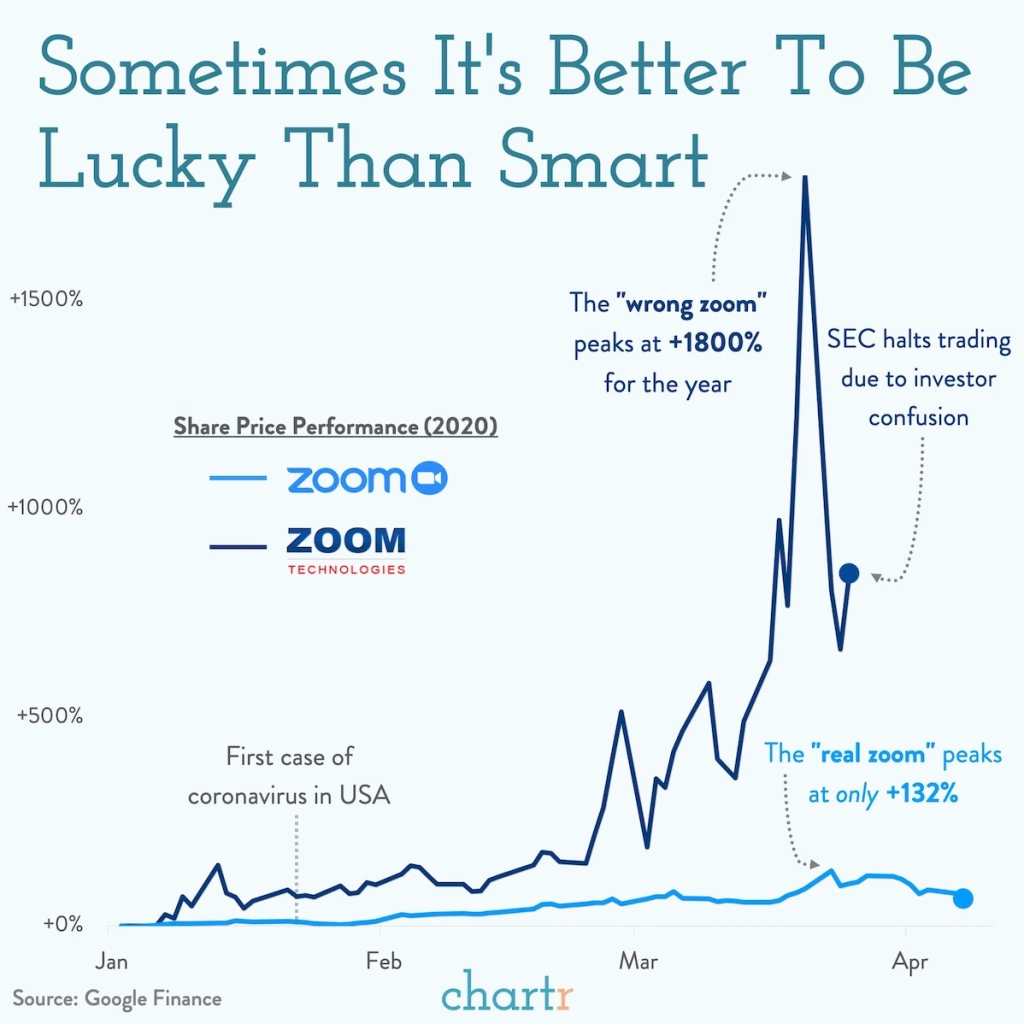 Sometimes It's Better To Be
Lucky Than Smart
+1500%
+1000%
+500%
+0%
The "wrong zoom"
peaks at +1800%
for the year
SEC halts trading
due to investor
confusion
Share Price Performance (2020)
zoom
ZOOM
TECHNOLOGIES
First case of
coronavirus in USA
The "real zoom" peaks
at only +132%
Jan
Feb
Mar
Apr
Source: Google Finance
chartr